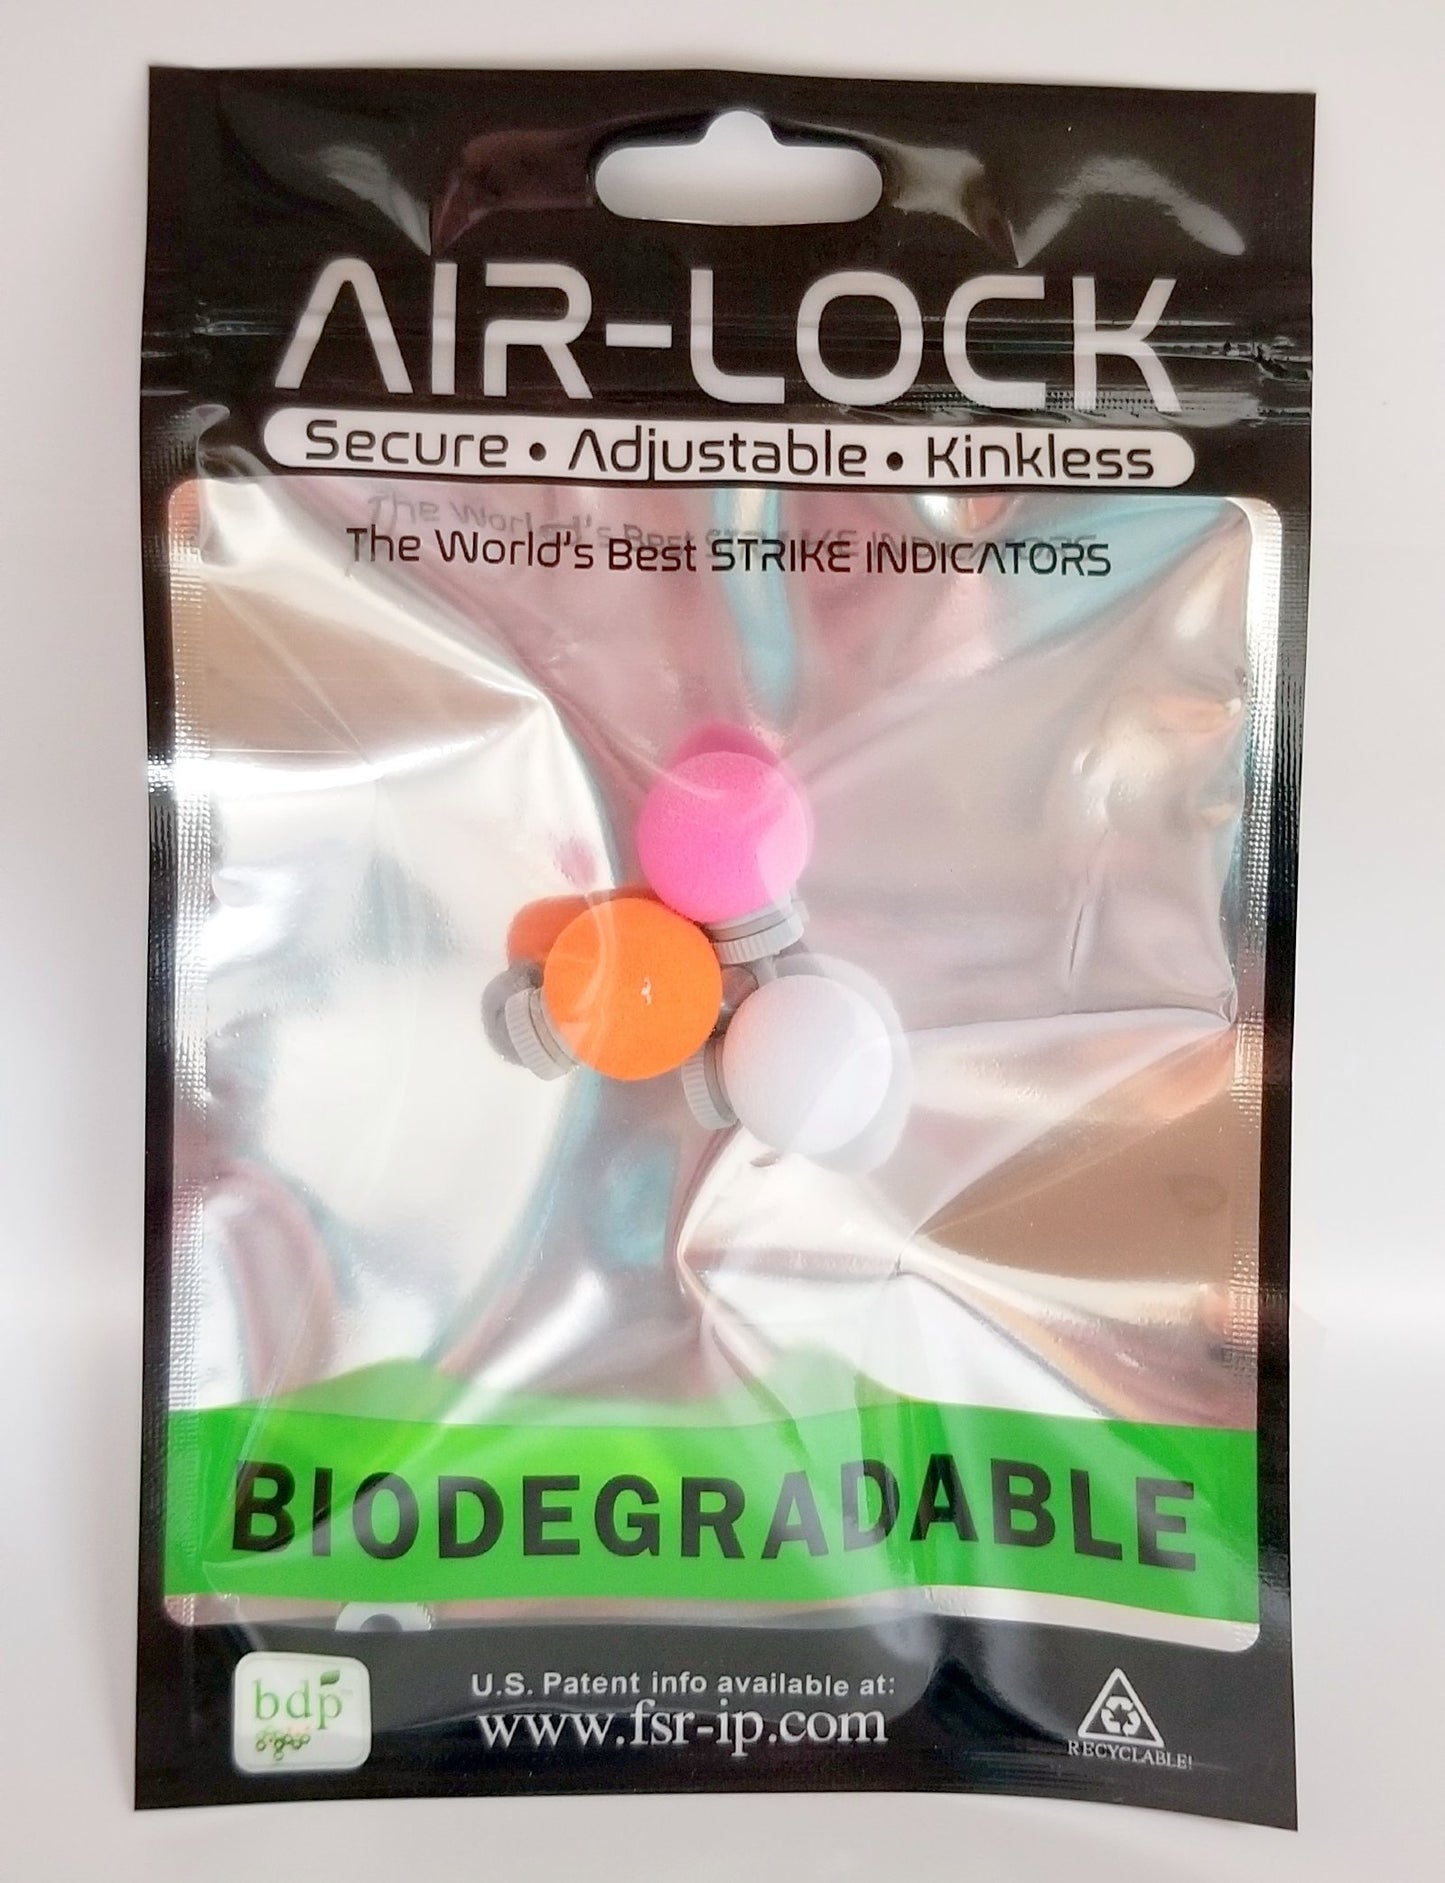 AIR-LOCK
Secure • Adjustable • Kinkless
The World's Best STRIKE INDICATORS
BIODEGRADABLE
bdp™
U.S. Patent info available at:
www.fsr-ip.com
RECYCLABLE!